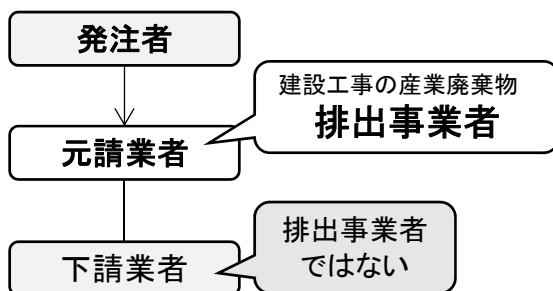 発注者
建設工事の産業廃棄物
排出事業者
元請業者
排出事業者
ではない
下請業者